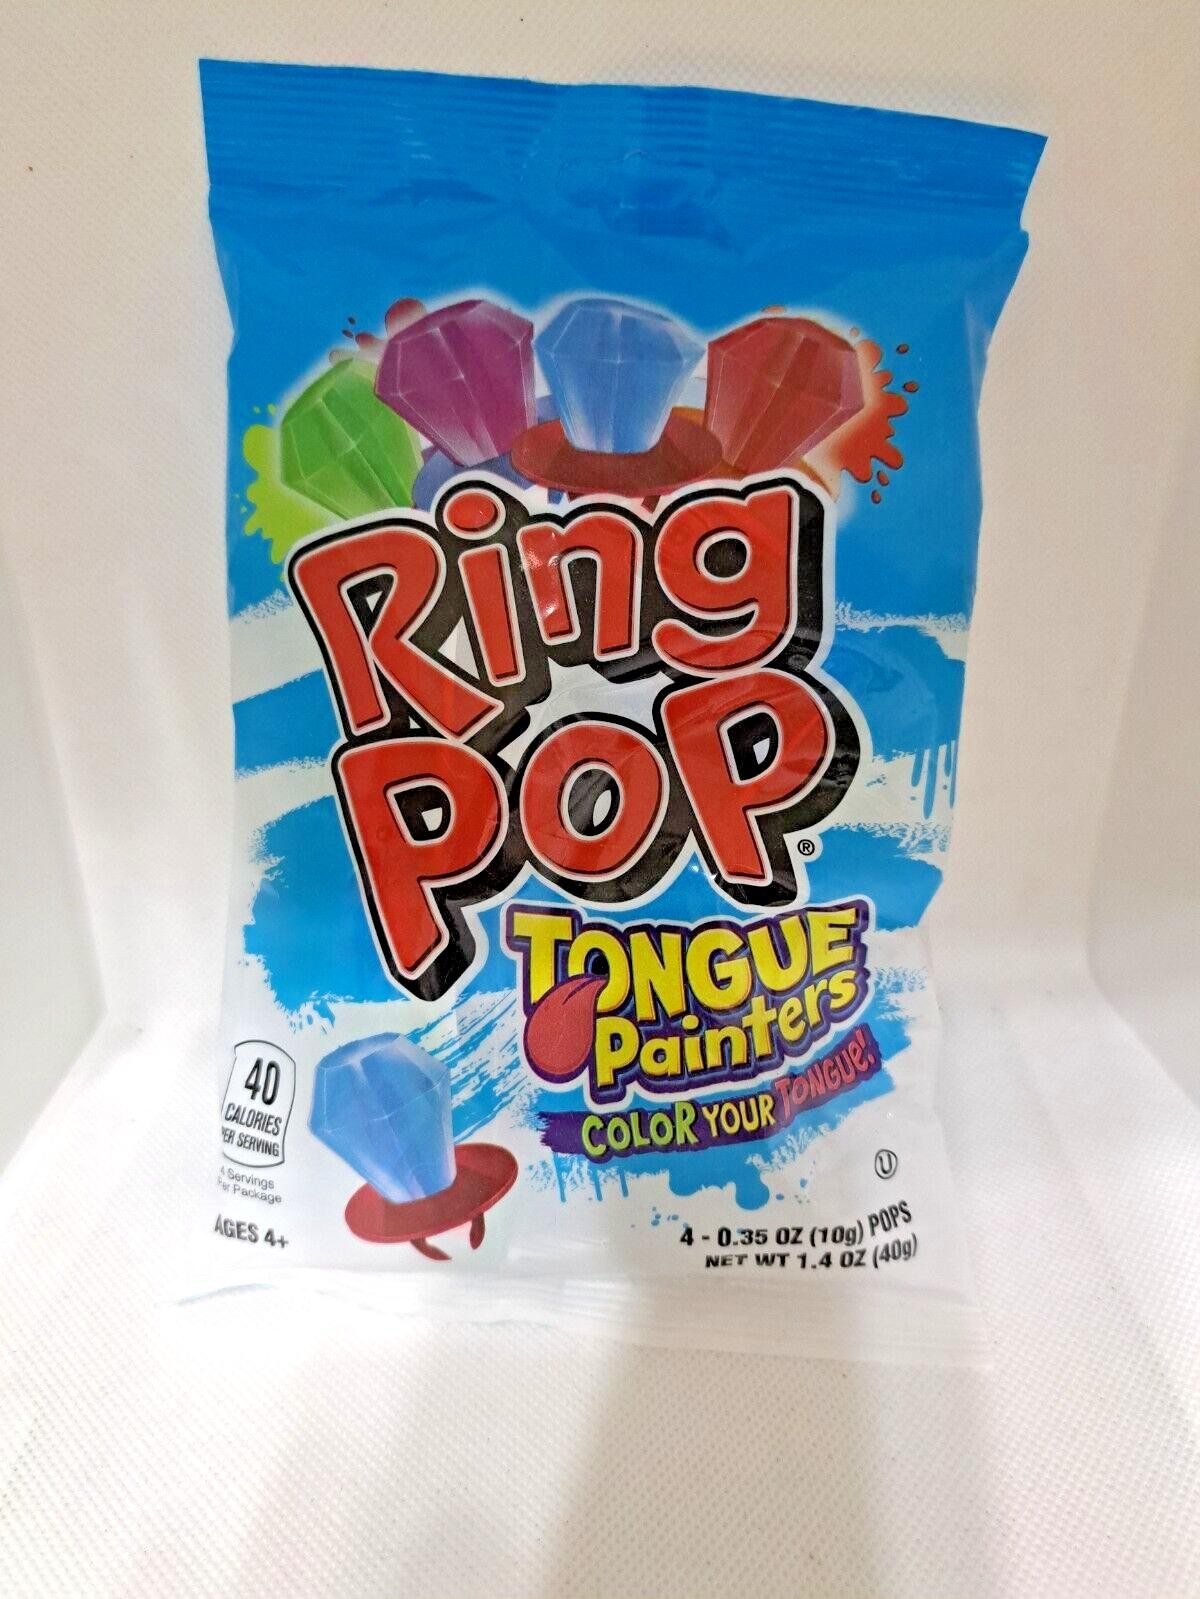 Ring
POP®
TONGUE
Painters
COLOR YOUR TONGUE!
40
CALORIES
PER SERVING
4 Servings
Per Package
AGES 4+
U
4 - 0.35 OZ (10g) POPS
NET WT 1.4 OZ (40g)